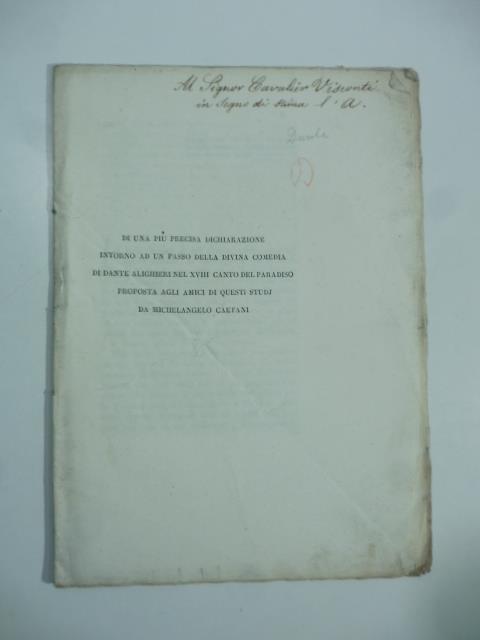 Al Signor Cavalier Visconti
in segno di stima l'A.
Dante
DI UNA PIÙ PRECISA DICHIARAZIONE
INTORNO AD UN PASSO DELLA DIVINA COMEDIA
DI DANTE ALIGHIERI NEL XVIII CANTO DEL PARADISO
PROPOSTA AGLI AMICI DI QUESTI STUDJ
DA MICHELANGELO CAETANI